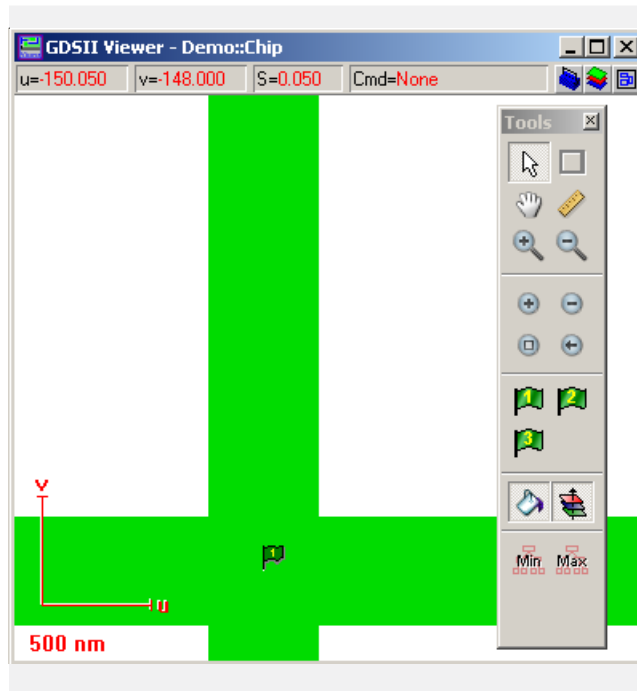 GDSII Viewer - Demo::Chip
u=-150.050 v=-148.000 S=0.050 Cmd=None
Tools
1 2
3
v
1
u
Min Max
500 nm